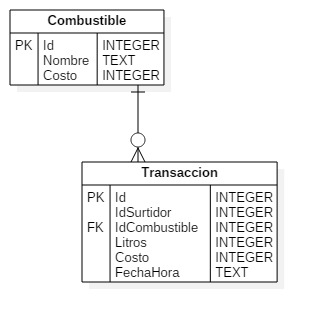 Combustible
PK Id INTEGER
Nombre TEXT
Costo INTEGER
Transaccion
PK Id INTEGER
IdSurtidor INTEGER
FK IdCombustible INTEGER
Litros INTEGER
Costo INTEGER
FechaHora TEXT